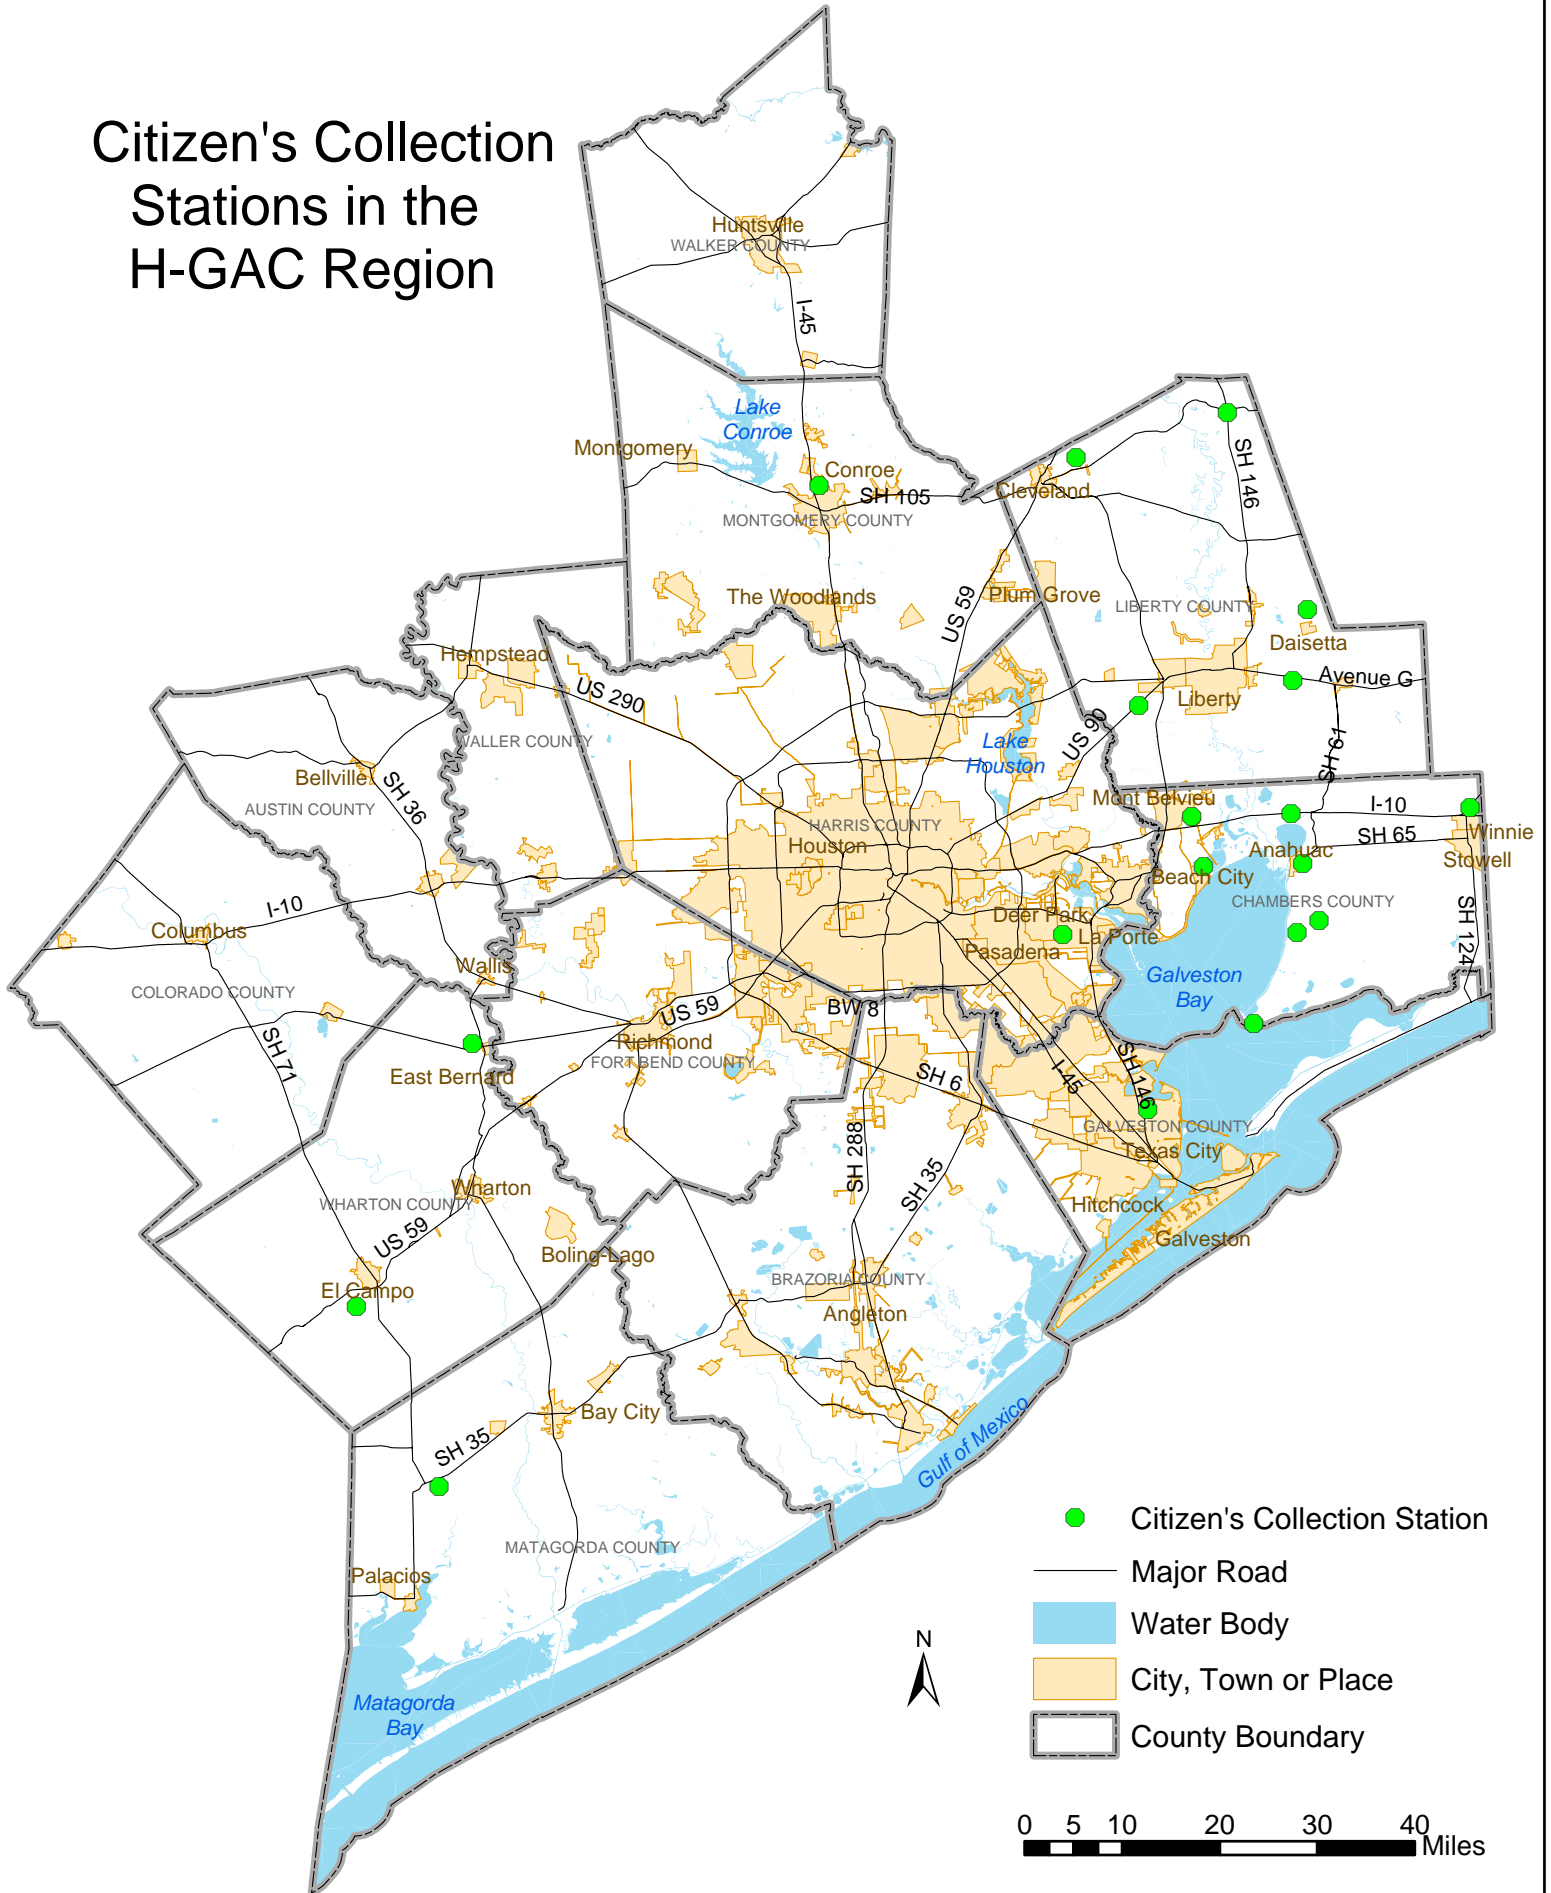 Citizen's Collection
Stations in the
H-GAC Region
Huntsville
WALKER COUNTY
I-45
Lake
Conroe
Montgomery
Conroe
SH 105
MONTGOMERY COUNTY
Cleveland
SH 146
The Woodlands
US 59
Plum Grove
LIBERTY COUNTY
Daisetta
Hempstead
US 290
Avenue G
Liberty
WALLER COUNTY
Lake
Houston
US 90
SH 61
Bellville
SH 36
AUSTIN COUNTY
Mont Belvieu
I-10
HARRIS COUNTY
Houston
Winnie
SH 65
Anahuac
Stowell
Beach City
CHAMBERS COUNTY
I-10
Columbus
Deer Park
La Porte
SH 124
Pasadena
Wallis
Galveston
Bay
COLORADO COUNTY
US 59
BW 8
SH 71
Richmond
FORT BEND COUNTY
East Bernard
SH 6
I-45
SH 146
GALVESTON COUNTY
Texas City
SH 288
SH 35
Wharton
WHARTON COUNTY
Hitchcock
US 59
Boling-Lago
Galveston
BRAZORIA COUNTY
El Campo
Angleton
Bay City
SH 35
Gulf of Mexico
MATAGORDA COUNTY
Palacios
Matagorda
Bay
Citizen's Collection Station
Major Road
Water Body
N
City, Town or Place
County Boundary
0 5 10 20 30 40
Miles